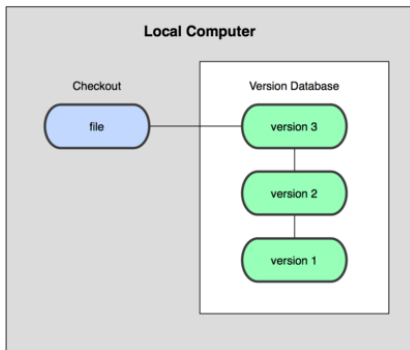 Local Computer
Checkout
Version Database
file
version 3
version 2
version 1